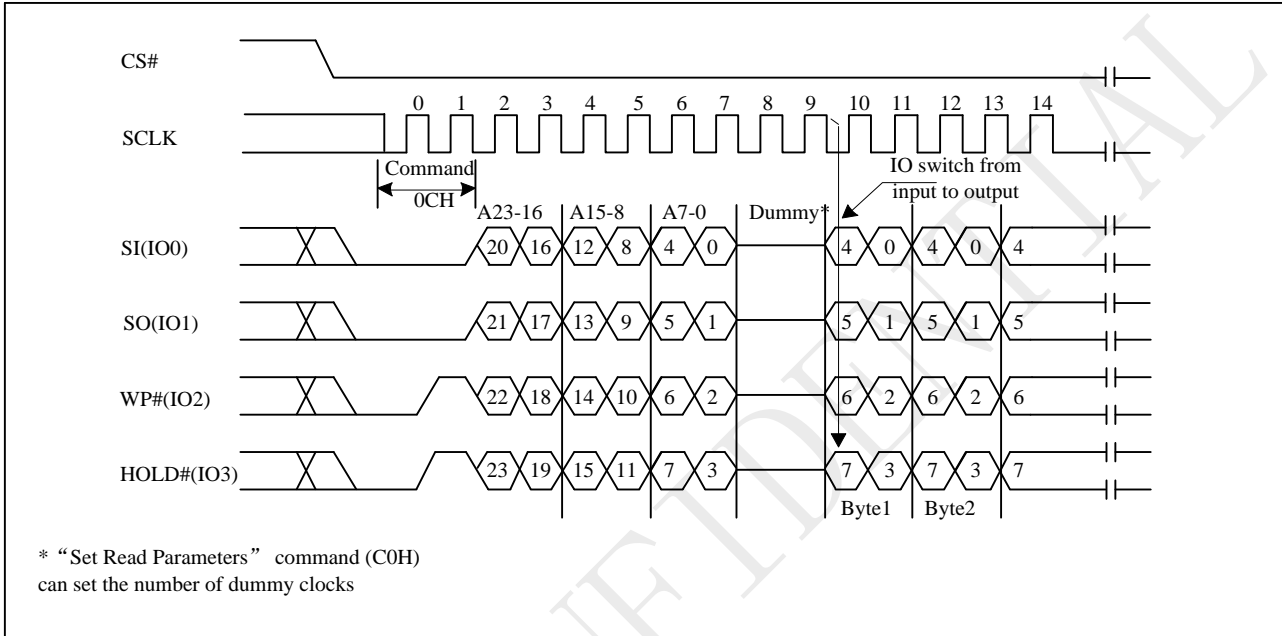 CS#
0 1 2 3 4 5 6 7 8 9 10 11 12 13 14
SCLK
Command
0CH
IO switch from
input to output
A23-16 A15-8 A7-0 Dummy*
SI(IO0) 20 16 12 8 4 0 4 0 4 0 4
SO(IO1) 21 17 13 9 5 1 5 1 5 1 5
WP#(IO2) 22 18 14 10 6 2 6 2 6 2 6
HOLD#(IO3) 23 19 15 11 7 3 7 3 7 3 7
Byte1 Byte2
* “Set Read Parameters” command (C0H)
can set the number of dummy clocks